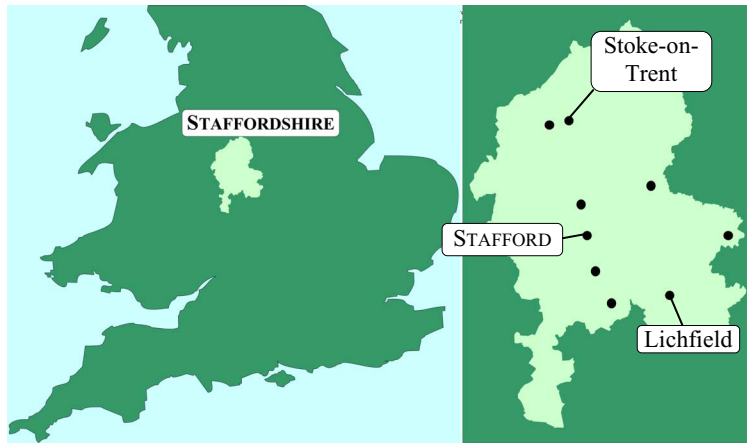 STAFFORDSHIRE
Stoke-on-
Trent
STAFFORD
Lichfield